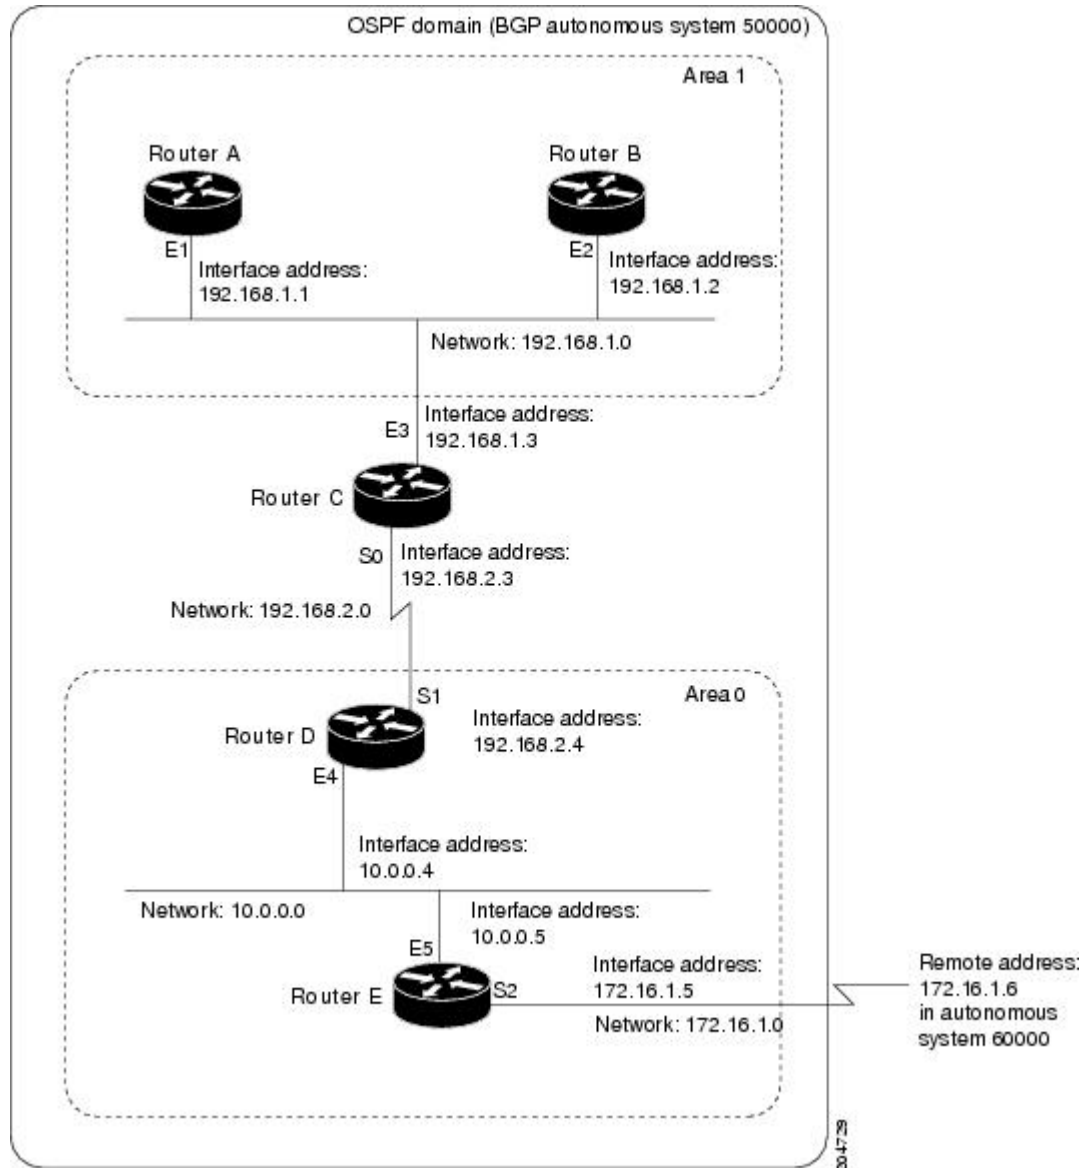 OSPF domain (BGP autonomous system 50000)
Area 1
Router A
Router B
E1
Interface address:
192.168.1.1
E2
Interface address:
192.168.1.2
Network: 192.168.1.0
E3
Interface address:
192.168.1.3
Router C
S0
Interface address:
192.168.2.3
Network: 192.168.2.0
Area 0
S1
Interface address:
192.168.2.4
Router D
E4
Interface address:
10.0.0.4
Network: 10.0.0.0
Interface address:
10.0.0.5
E5
Router E
S2
Interface address:
172.16.1.5
Network: 172.16.1.0
Remote address:
172.16.1.6
in autonomous
system 60000
204729